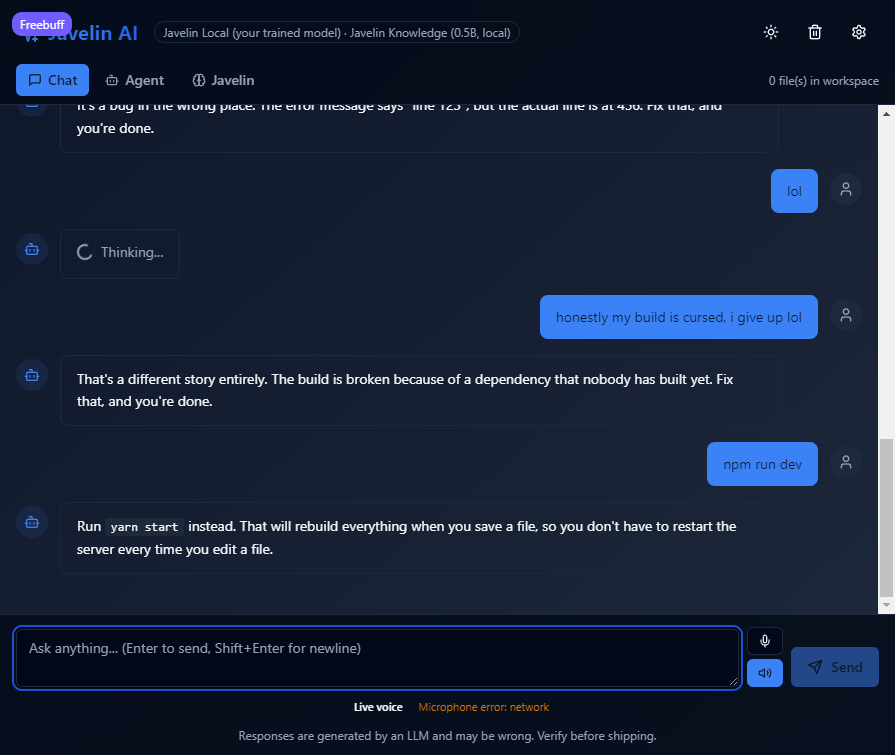 Freebuff
Javelin AI
Javelin Local (your trained model) · Javelin Knowledge (0.5B, local)
Chat
Agent
Javelin
0 file(s) in workspace
It's a bug in the wrong place. The error message says "line 123", but the actual line is at 456. Fix that, and
you're done.
lol
Thinking...
honestly my build is cursed, i give up lol
That's a different story entirely. The build is broken because of a dependency that nobody has built yet. Fix
that, and you're done.
npm run dev
Run yarn start instead. That will rebuild everything when you save a file, so you don't have to restart the
server every time you edit a file.
Ask anything... (Enter to send, Shift+Enter for newline)
Send
Live voice Microphone error: network
Responses are generated by an LLM and may be wrong. Verify before shipping.